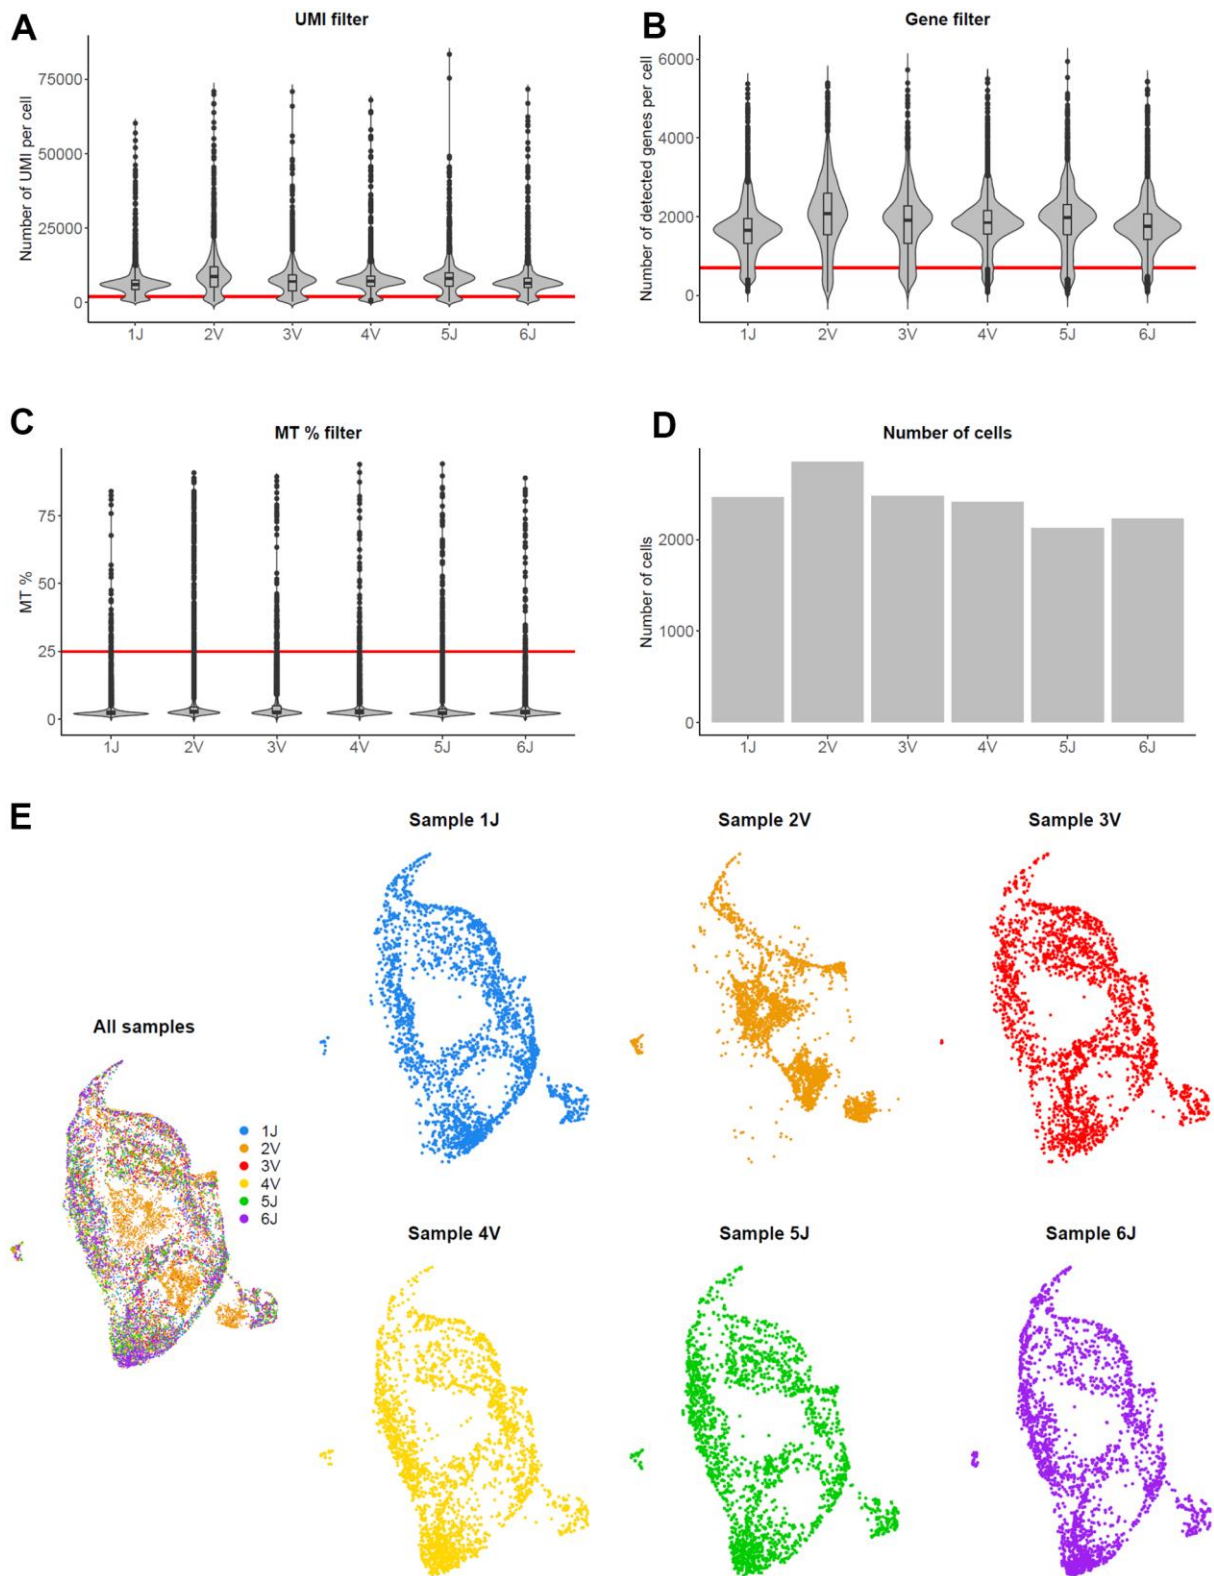 A
UMI filter
Number of UMI per cell
75000
50000
25000
0
1J 2V 3V 4V 5J 6J
B
Gene filter
Number of detected genes per cell
6000
4000
2000
0
1J 2V 3V 4V 5J 6J
C
MT % filter
MT %
75
50
25
0
1J 2V 3V 4V 5J 6J
D
Number of cells
Number of cells
2000
1000
0
1J 2V 3V 4V 5J 6J
E
All samples
1J
2V
3V
4V
5J
6J
Sample 1J
Sample 2V
Sample 3V
Sample 4V
Sample 5J
Sample 6J